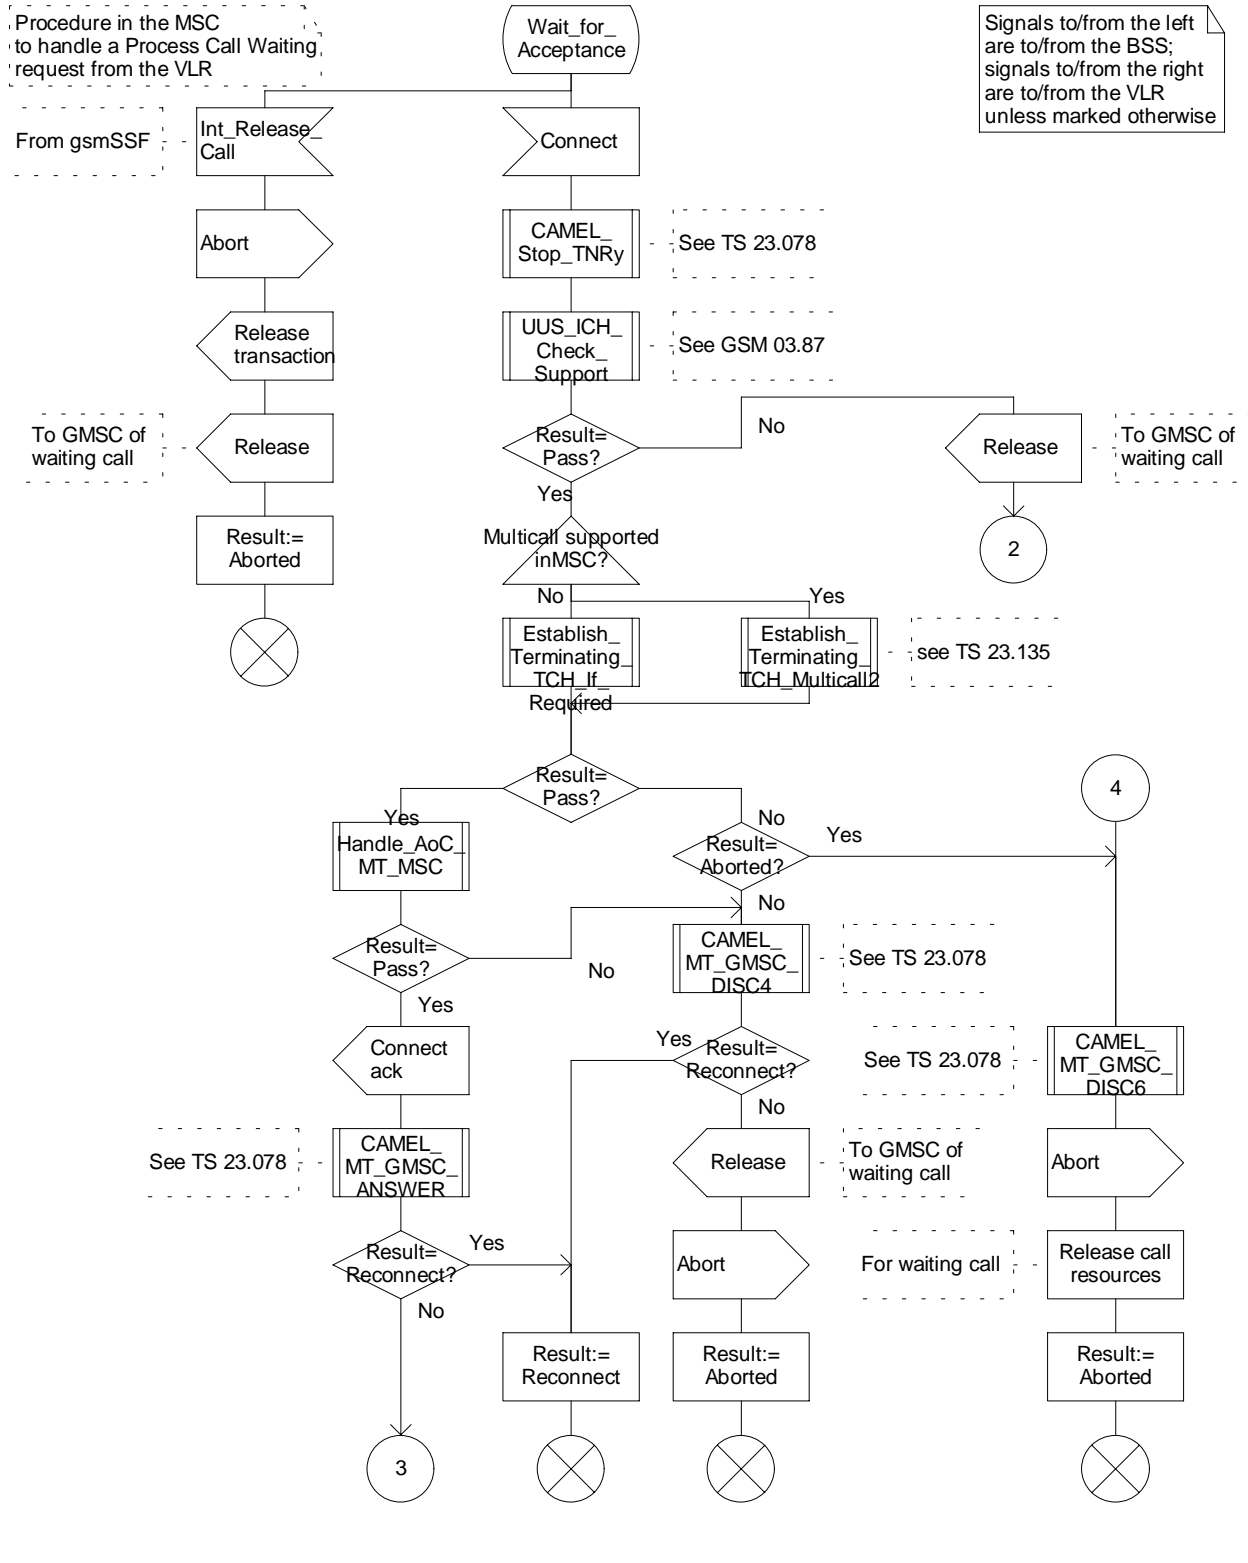 Procedure in the MSC
to handle a Process Call Waiting
request from the VLR
Wait_for_
Acceptance
Signals to/from the left
are to/from the BSS;
signals to/from the right
are to/from the VLR
unless marked otherwise
From gsmSSF
Int_Release_
Call
Connect
Abort
CAMEL_
Stop_TNRy
See TS 23.078
Release
transaction
UUS_ICH_
Check_
Support
See GSM 03.87
To GMSC of
waiting call
Release
Result=
Pass?
No
Release
To GMSC of
waiting call
Yes
Result:=
Aborted
Multicall supported
inMSC?
2
No
Yes
Establish_
Terminating_
TCH_If_
Required
Establish_
Terminating_
TCH_Multicall2
see TS 23.135
Result=
Pass?
4
Yes
No
Handle_AoC_
MT_MSC
Result=
Aborted?
Yes
No
Result=
Pass?
No
CAMEL_
MT_GMSC_
DISC4
See TS 23.078
Yes
Connect
ack
Yes
Result=
Reconnect?
See TS 23.078
CAMEL_
MT_GMSC_
DISC6
No
See TS 23.078
CAMEL_
MT_GMSC_
ANSWER
Release
To GMSC of
waiting call
Abort
Result=
Reconnect?
Yes
Abort
For waiting call
Release call
resources
No
Result:=
Reconnect
Result:=
Aborted
Result:=
Aborted
3